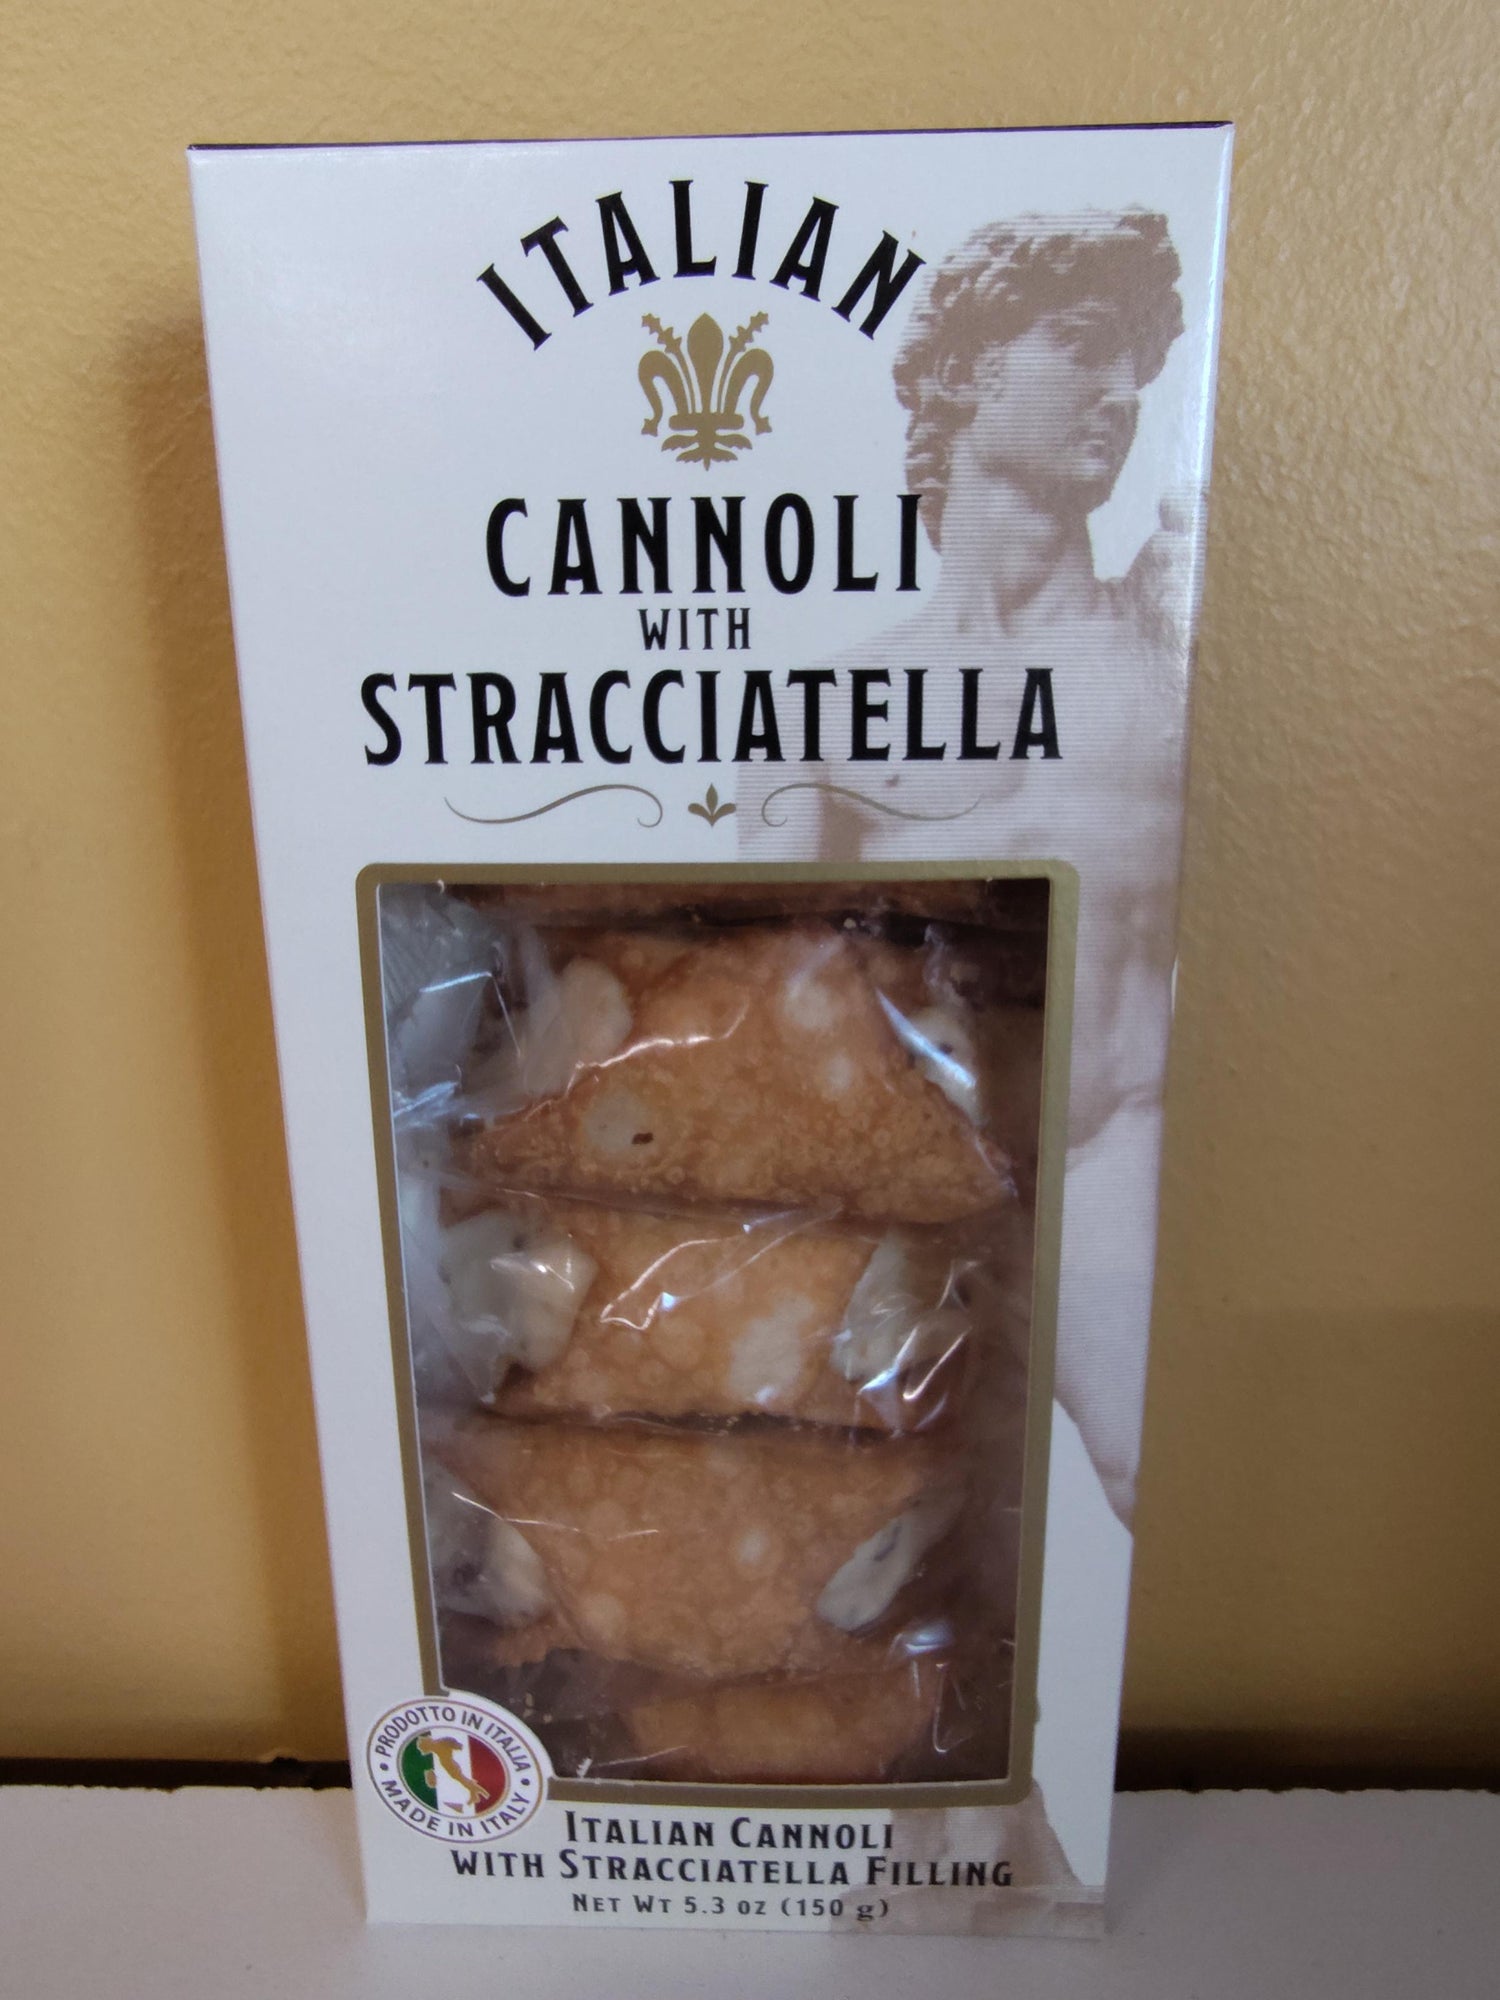 ITALIAN
CANNOLI
WITH
STRACCIATELLA
PRODOTTO IN ITALIA
MADE IN ITALY
ITALIAN CANNOLI
WITH STRACCIATELLA FILLING
NET WT 5.3 OZ (150 g)